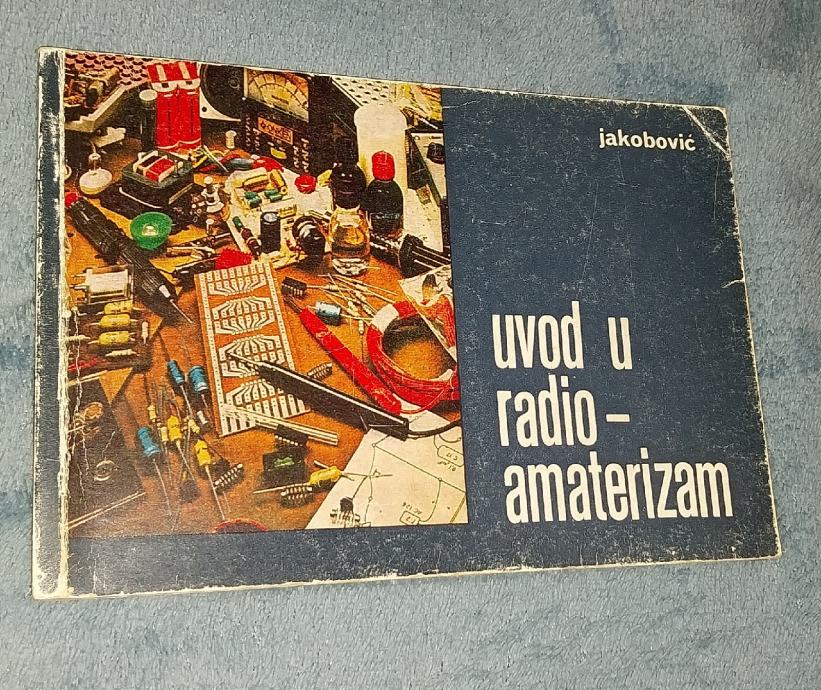 jakobović
uvod u
radio-
amaterizam